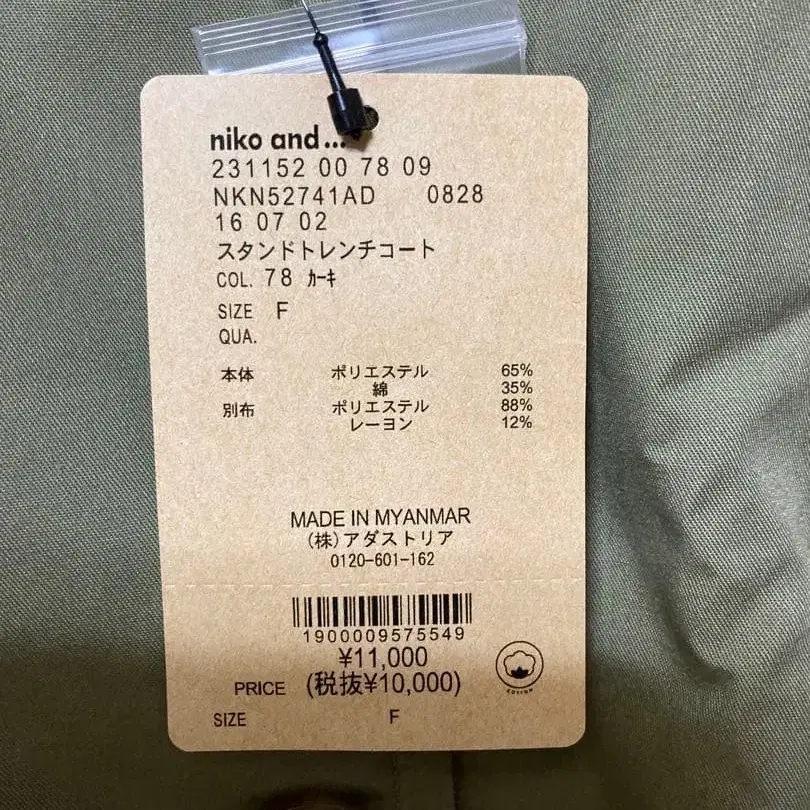 niko and...
231152 00 78 09
NKN52741AD 0828
16 07 02
スタンドトレンチコート
COL. 78 ｶｰｷ
SIZE F
QUA.
本体 ポリエステル 65%
綿 35%
別布 ポリエステル 88%
レーヨン 12%
MADE IN MYANMAR
(株)アダストリア
0120-601-162
1900009575549
¥11,000
PRICE (税抜¥10,000)
COTTON
SIZE F